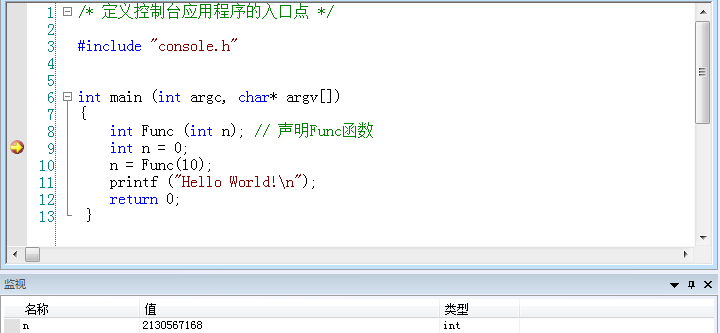 1 /* 定义控制台应用程序的入口点 */
2
3 #include "console.h"
4
5
6 int main (int argc, char* argv[])
7 {
8 int Func (int n); // 声明Func函数
9 int n = 0;
10 n = Func(10);
11 printf ("Hello World!\n");
12 return 0;
13 }
监视
名称 值 类型
n 2130567168 int